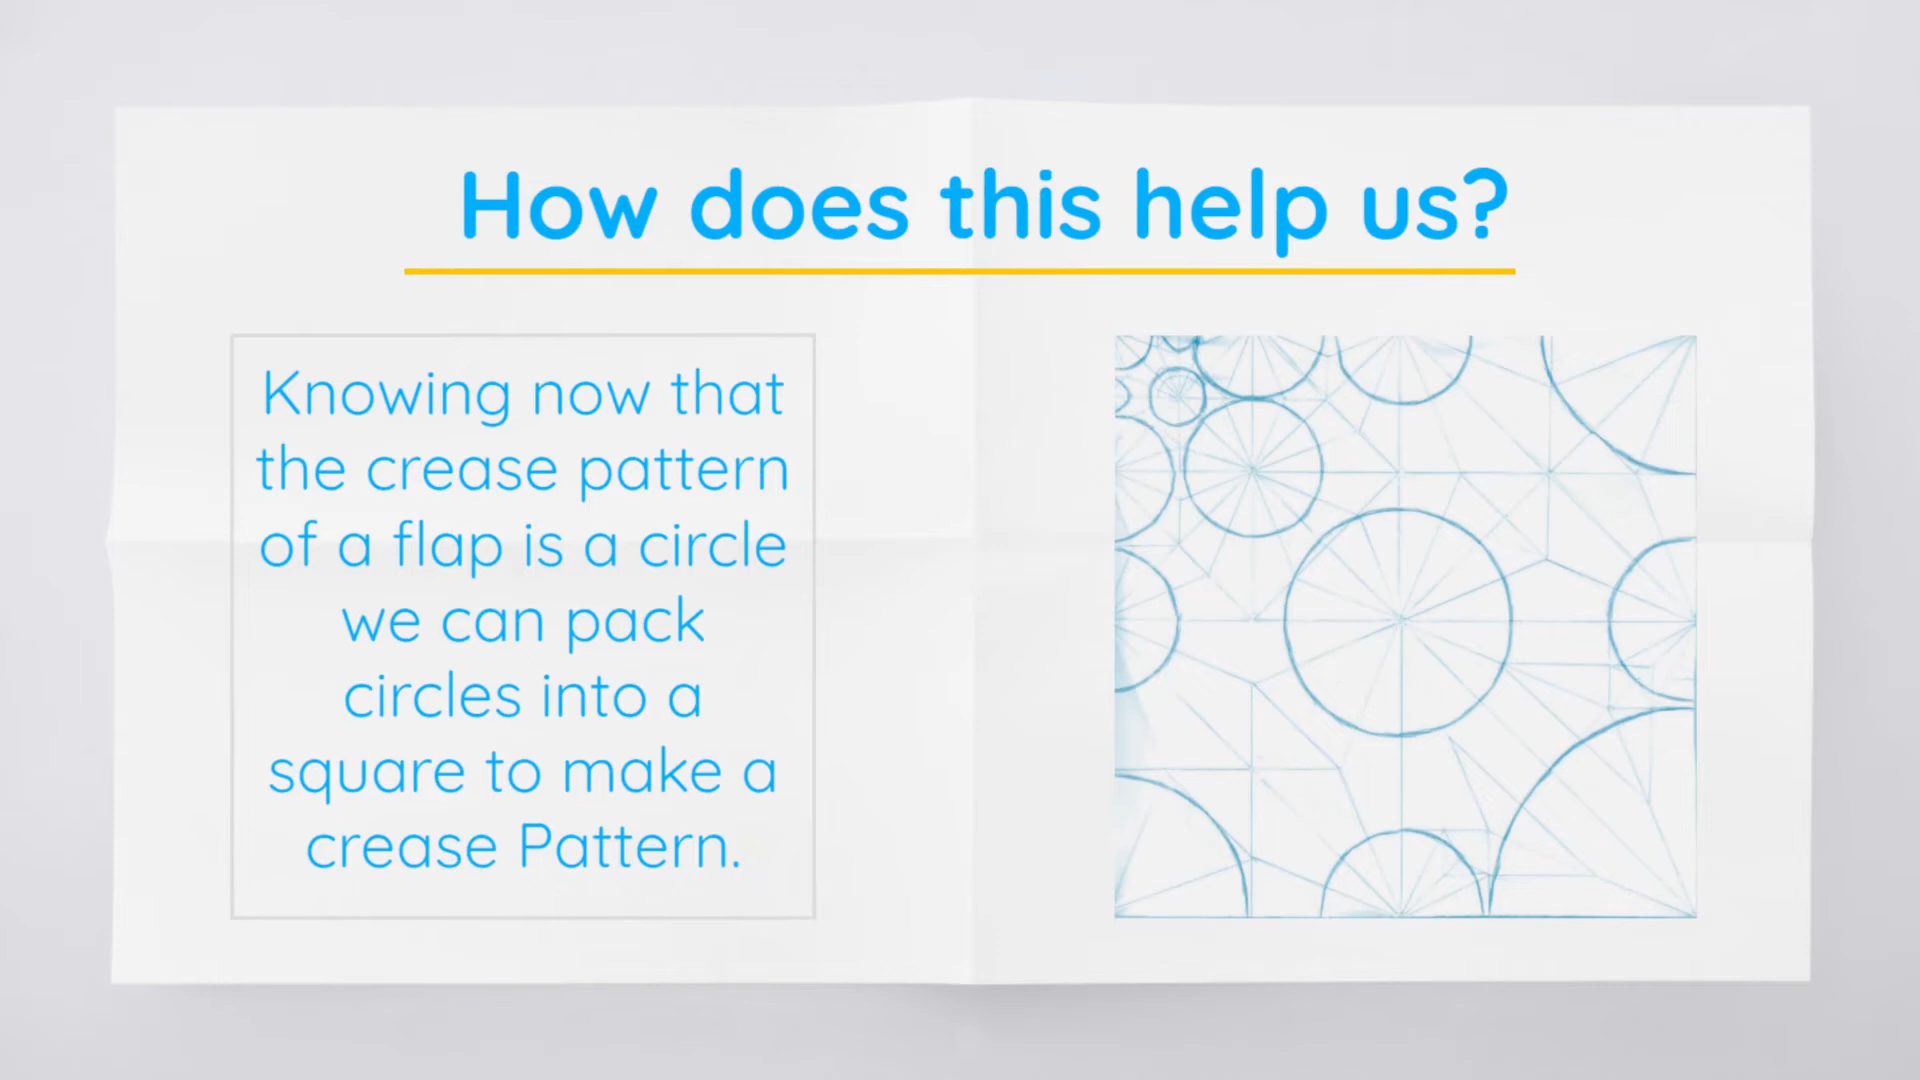 How does this help us?
Knowing now that
the crease pattern
of a flap is a circle
we can pack
circles into a
square to make a
crease Pattern.